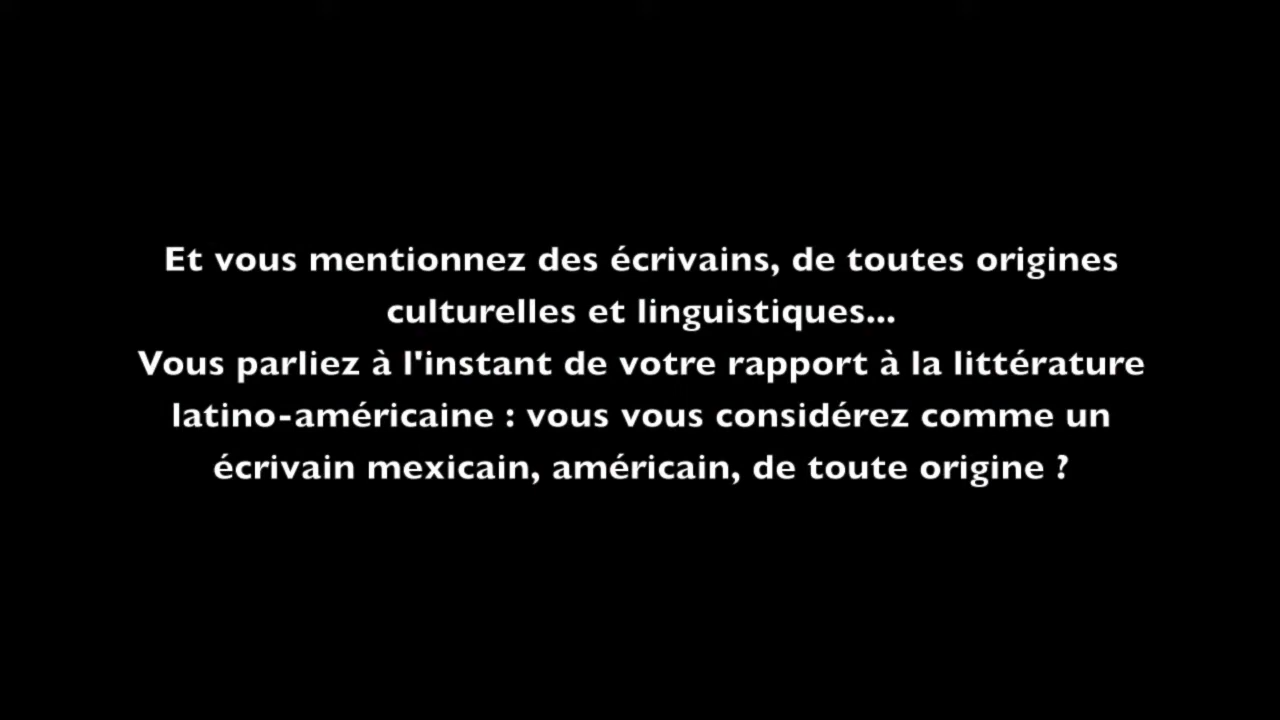 Et vous mentionnez des écrivains, de toutes origines
culturelles et linguistiques...
Vous parliez à l'instant de votre rapport à la littérature
latino-américaine : vous vous considérez comme un
écrivain mexicain, américain, de toute origine ?